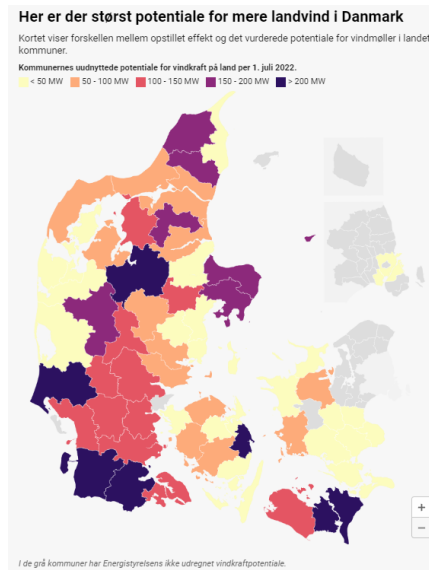 Her er der størst potentiale for mere landvind i Danmark
Kortet viser forskellen mellem opstillet effekt og det vurderede potentiale for vindmøller i landet
kommuner.
Kommunernes uudnyttede potentiale for vindkraft på land per 1. juli 2022.
< 50 MW 50 - 100 MW 100 - 150 MW 150 - 200 MW > 200 MW
+
−
I de grå kommuner har Energistyrelsens ikke udregnet vindkraftpotentiale.